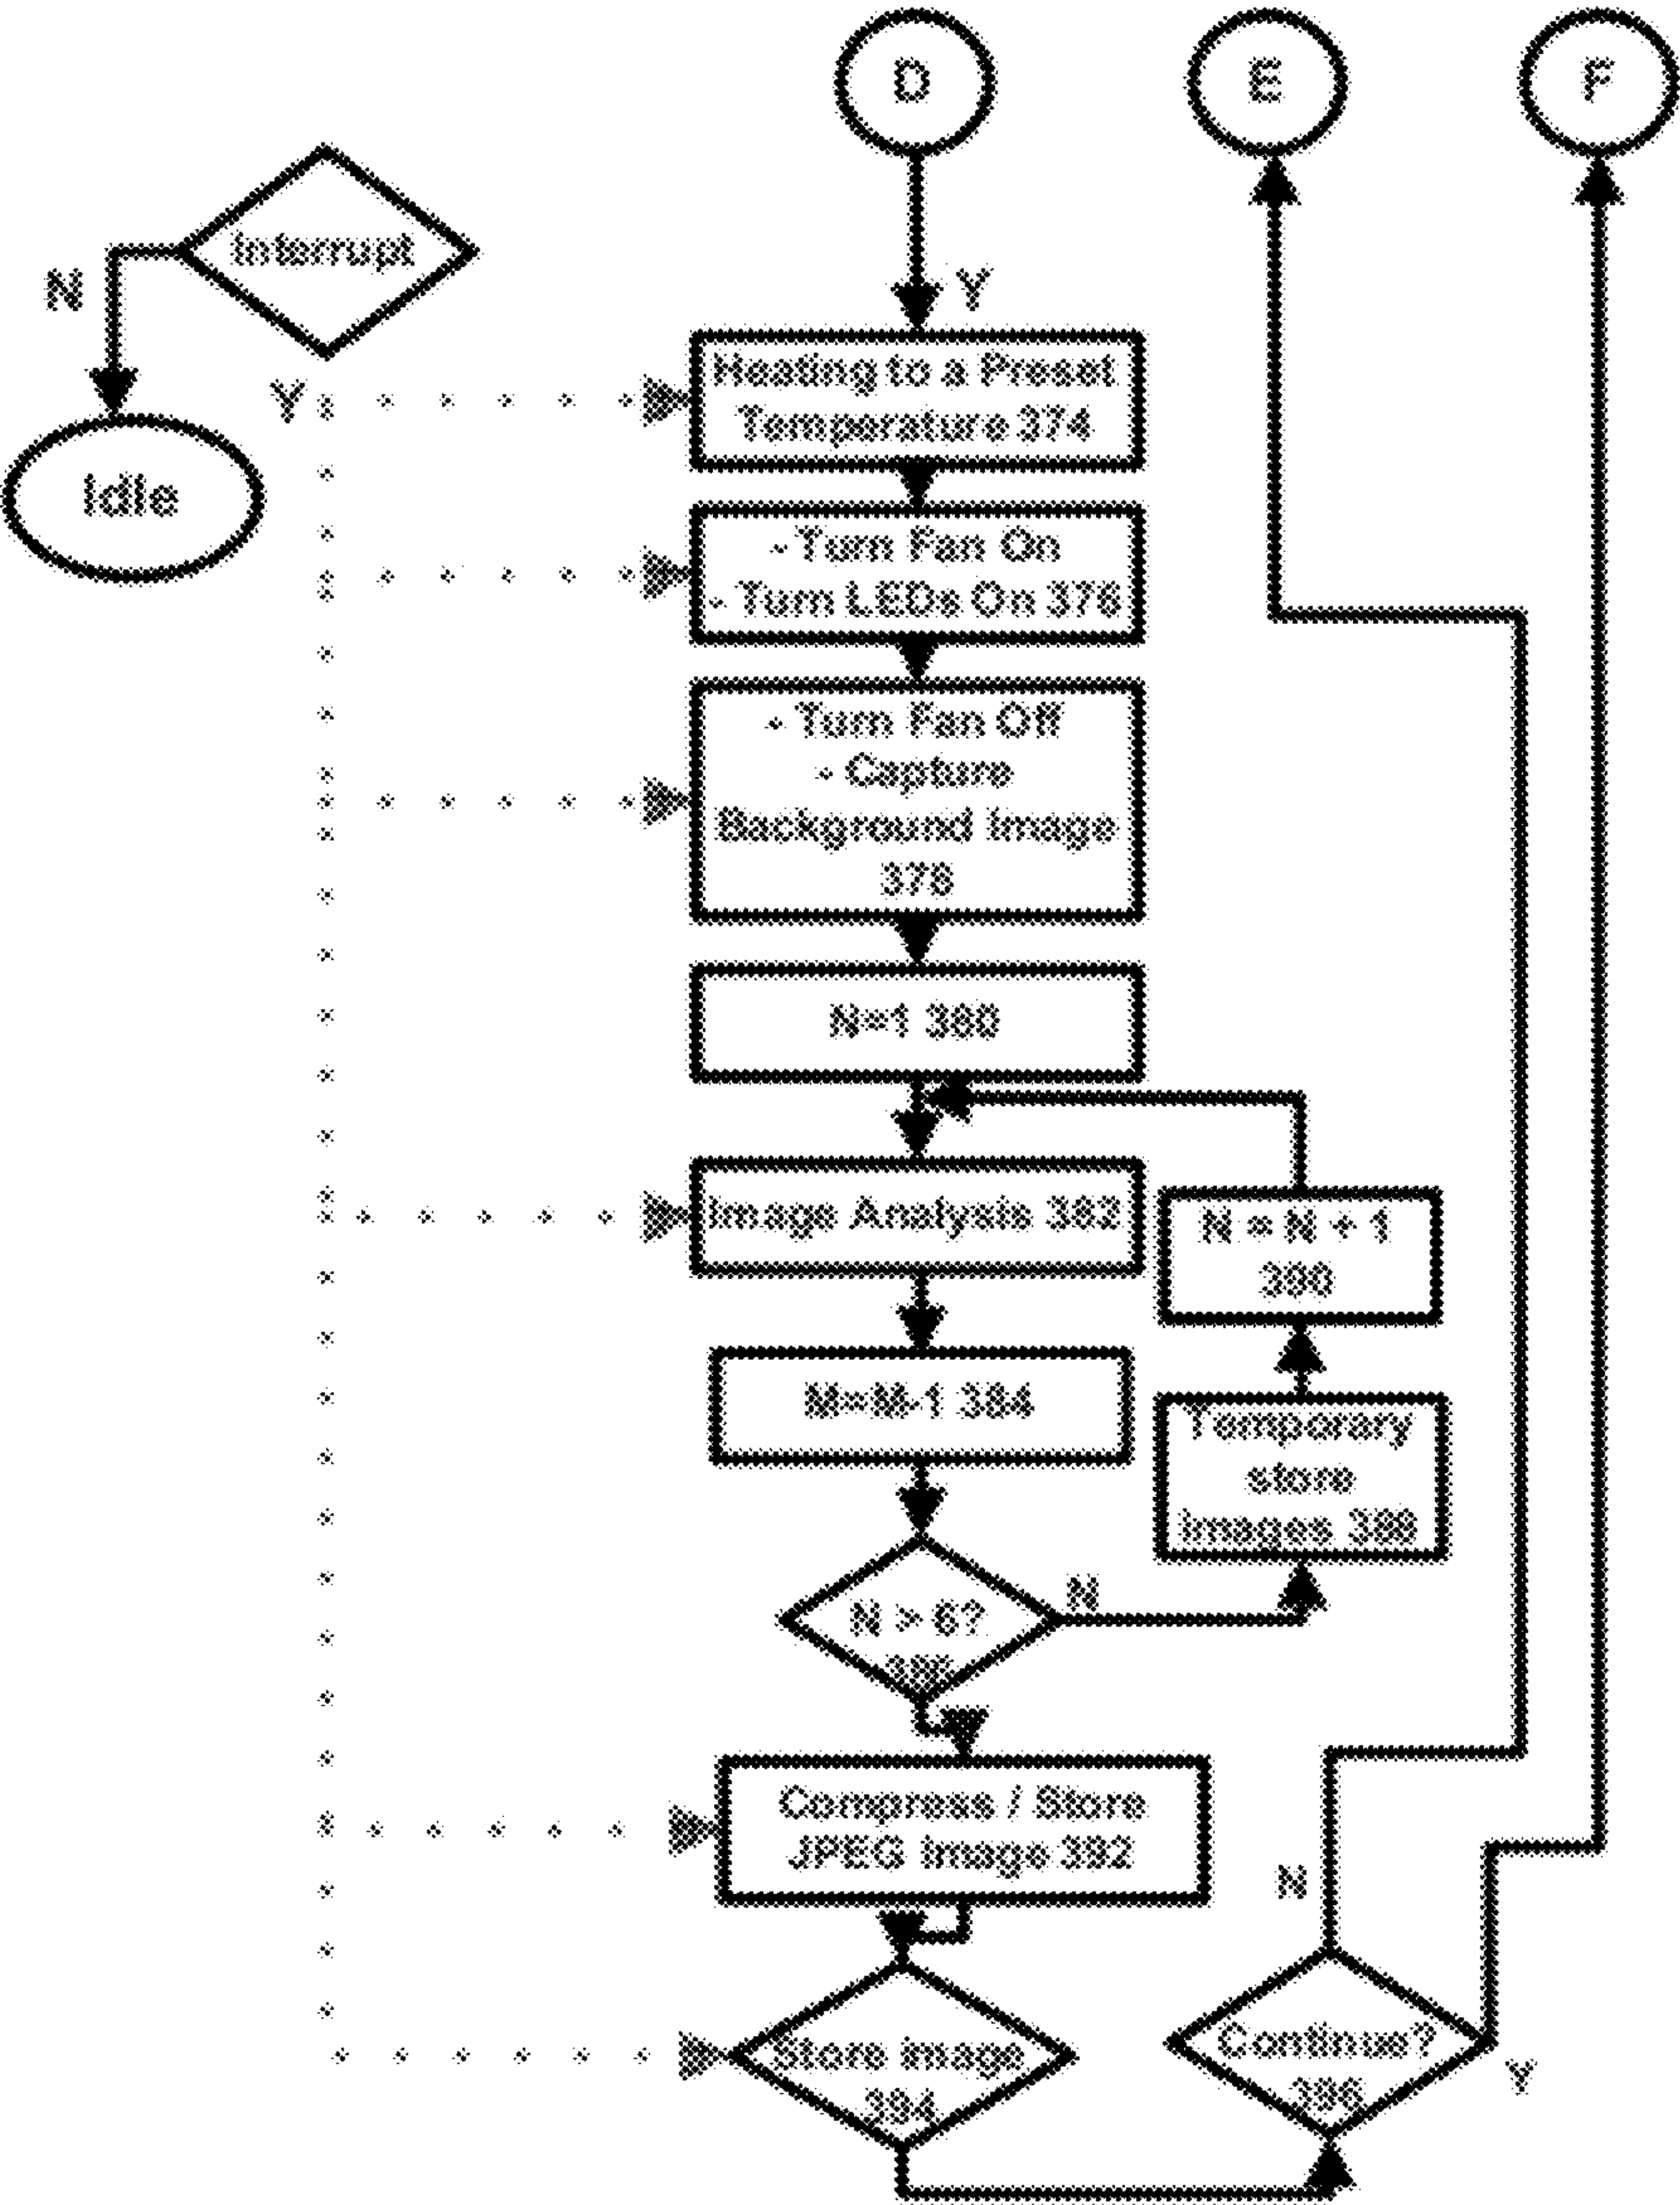 D
E
F
Interrupt
N
Y
Y
Idle
Heating to a Preset
Temperature 374
- Turn Fan On
- Turn LEDs On 376
- Turn Fan Off
- Capture
Background Image
378
N=1 380
Image Analysis 382
N = N + 1
390
M=M-1 384
Temporary
store
images 388
N > 6?
N
Compress / Store
JPEG Image 392
N
Store image
394
Continue?
396
Y